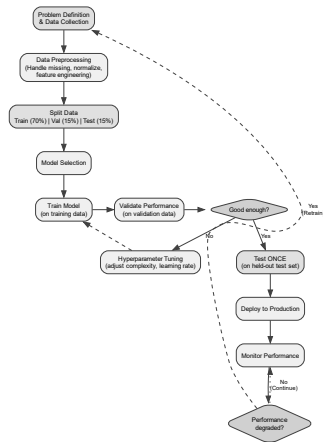 Problem Definition
& Data Collection
Data Preprocessing
(Handle missing, normalize,
feature engineering)
Split Data
Train (70%) | Val (15%) | Test (15%)
Model Selection
Train Model
(on training data)
Validate Performance
(on validation data)
Good enough?
Yes
(Retrain)
No
Yes
Hyperparameter Tuning
(adjust complexity, learning rate)
Test ONCE
(on held-out test set)
Deploy to Production
Monitor Performance
No
(Continue)
Performance
degraded?